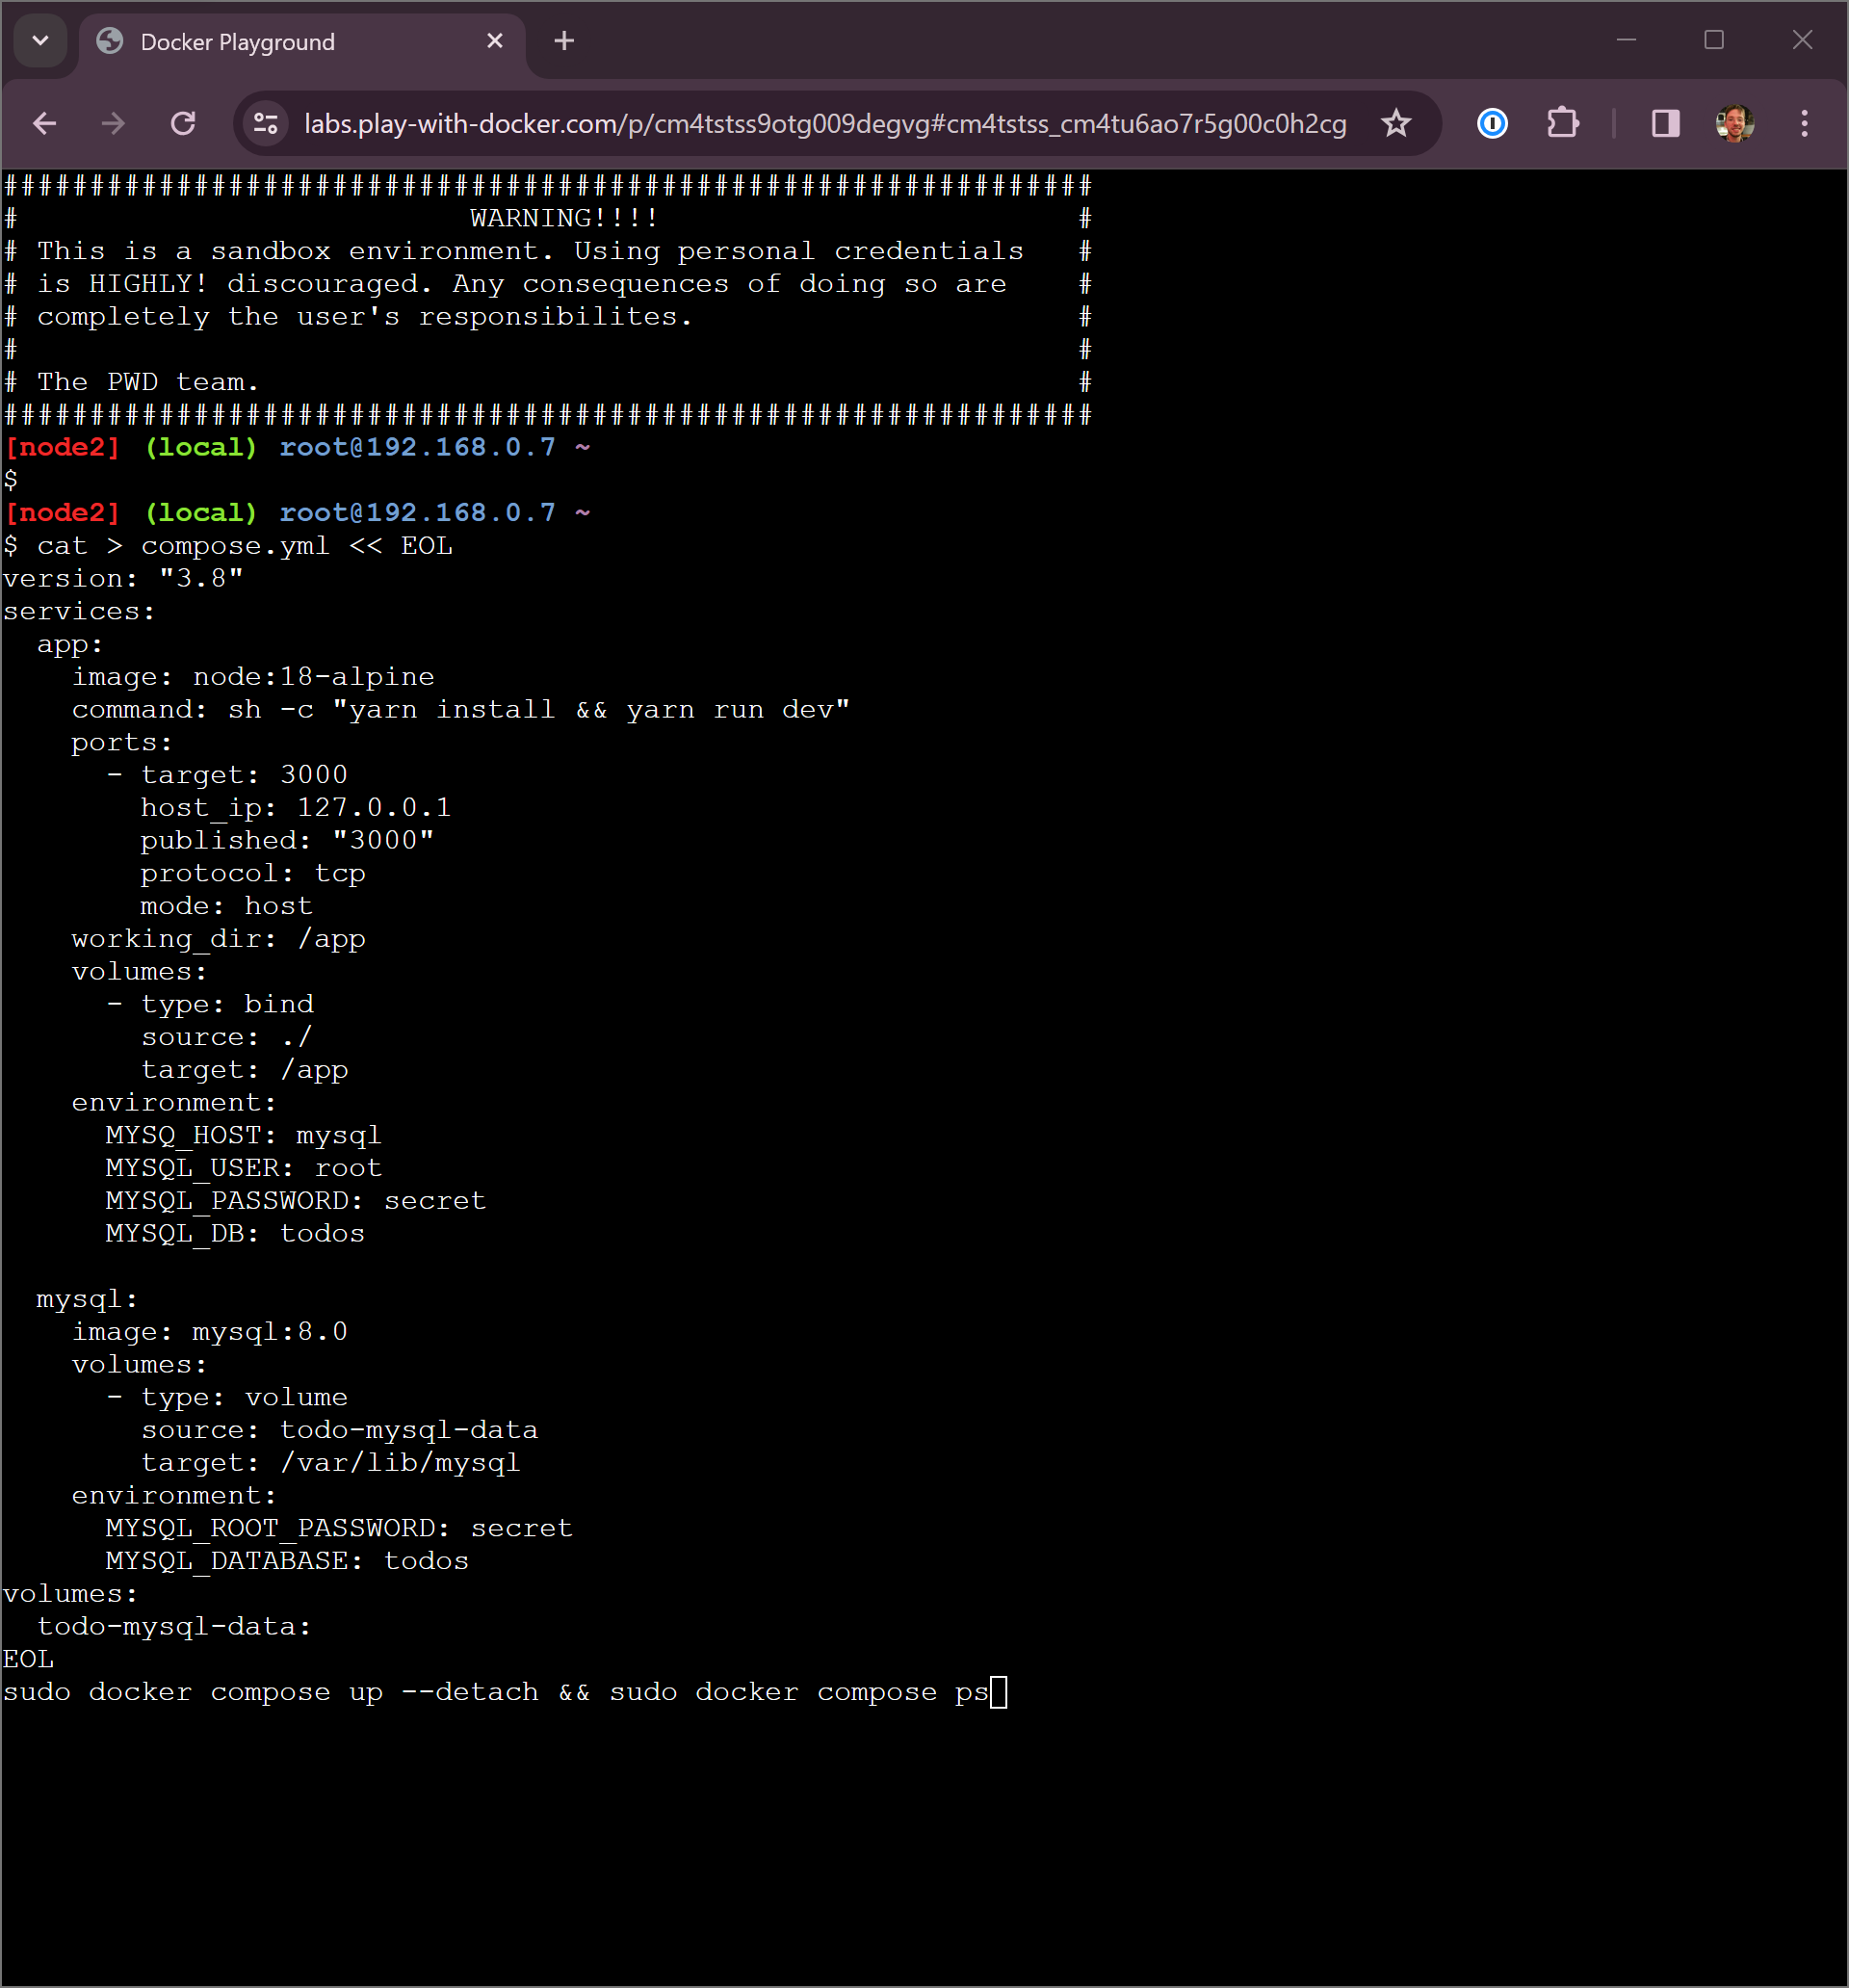 Docker Playground
labs.play-with-docker.com/p/cm4tstss9otg009degvg#cm4tstss_cm4tu6ao7r5g00c0h2cg
###############################################################
#                          WARNING!!!!                        #
# This is a sandbox environment. Using personal credentials   #
# is HIGHLY! discouraged. Any consequences of doing so are    #
# completely the user's responsibilites.                      #
#                                                             #
# The PWD team.                                               #
###############################################################
[node2] (local) root@192.168.0.7 ~
$
[node2] (local) root@192.168.0.7 ~
$ cat > compose.yml << EOL
version: "3.8"
services:
  app:
    image: node:18-alpine
    command: sh -c "yarn install && yarn run dev"
    ports:
      - target: 3000
        host_ip: 127.0.0.1
        published: "3000"
        protocol: tcp
        mode: host
    working_dir: /app
    volumes:
      - type: bind
        source: ./
        target: /app
    environment:
      MYSQ_HOST: mysql
      MYSQL_USER: root
      MYSQL_PASSWORD: secret
      MYSQL_DB: todos

  mysql:
    image: mysql:8.0
    volumes:
      - type: volume
        source: todo-mysql-data
        target: /var/lib/mysql
    environment:
      MYSQL_ROOT_PASSWORD: secret
      MYSQL_DATABASE: todos
volumes:
  todo-mysql-data:
EOL
sudo docker compose up --detach && sudo docker compose ps